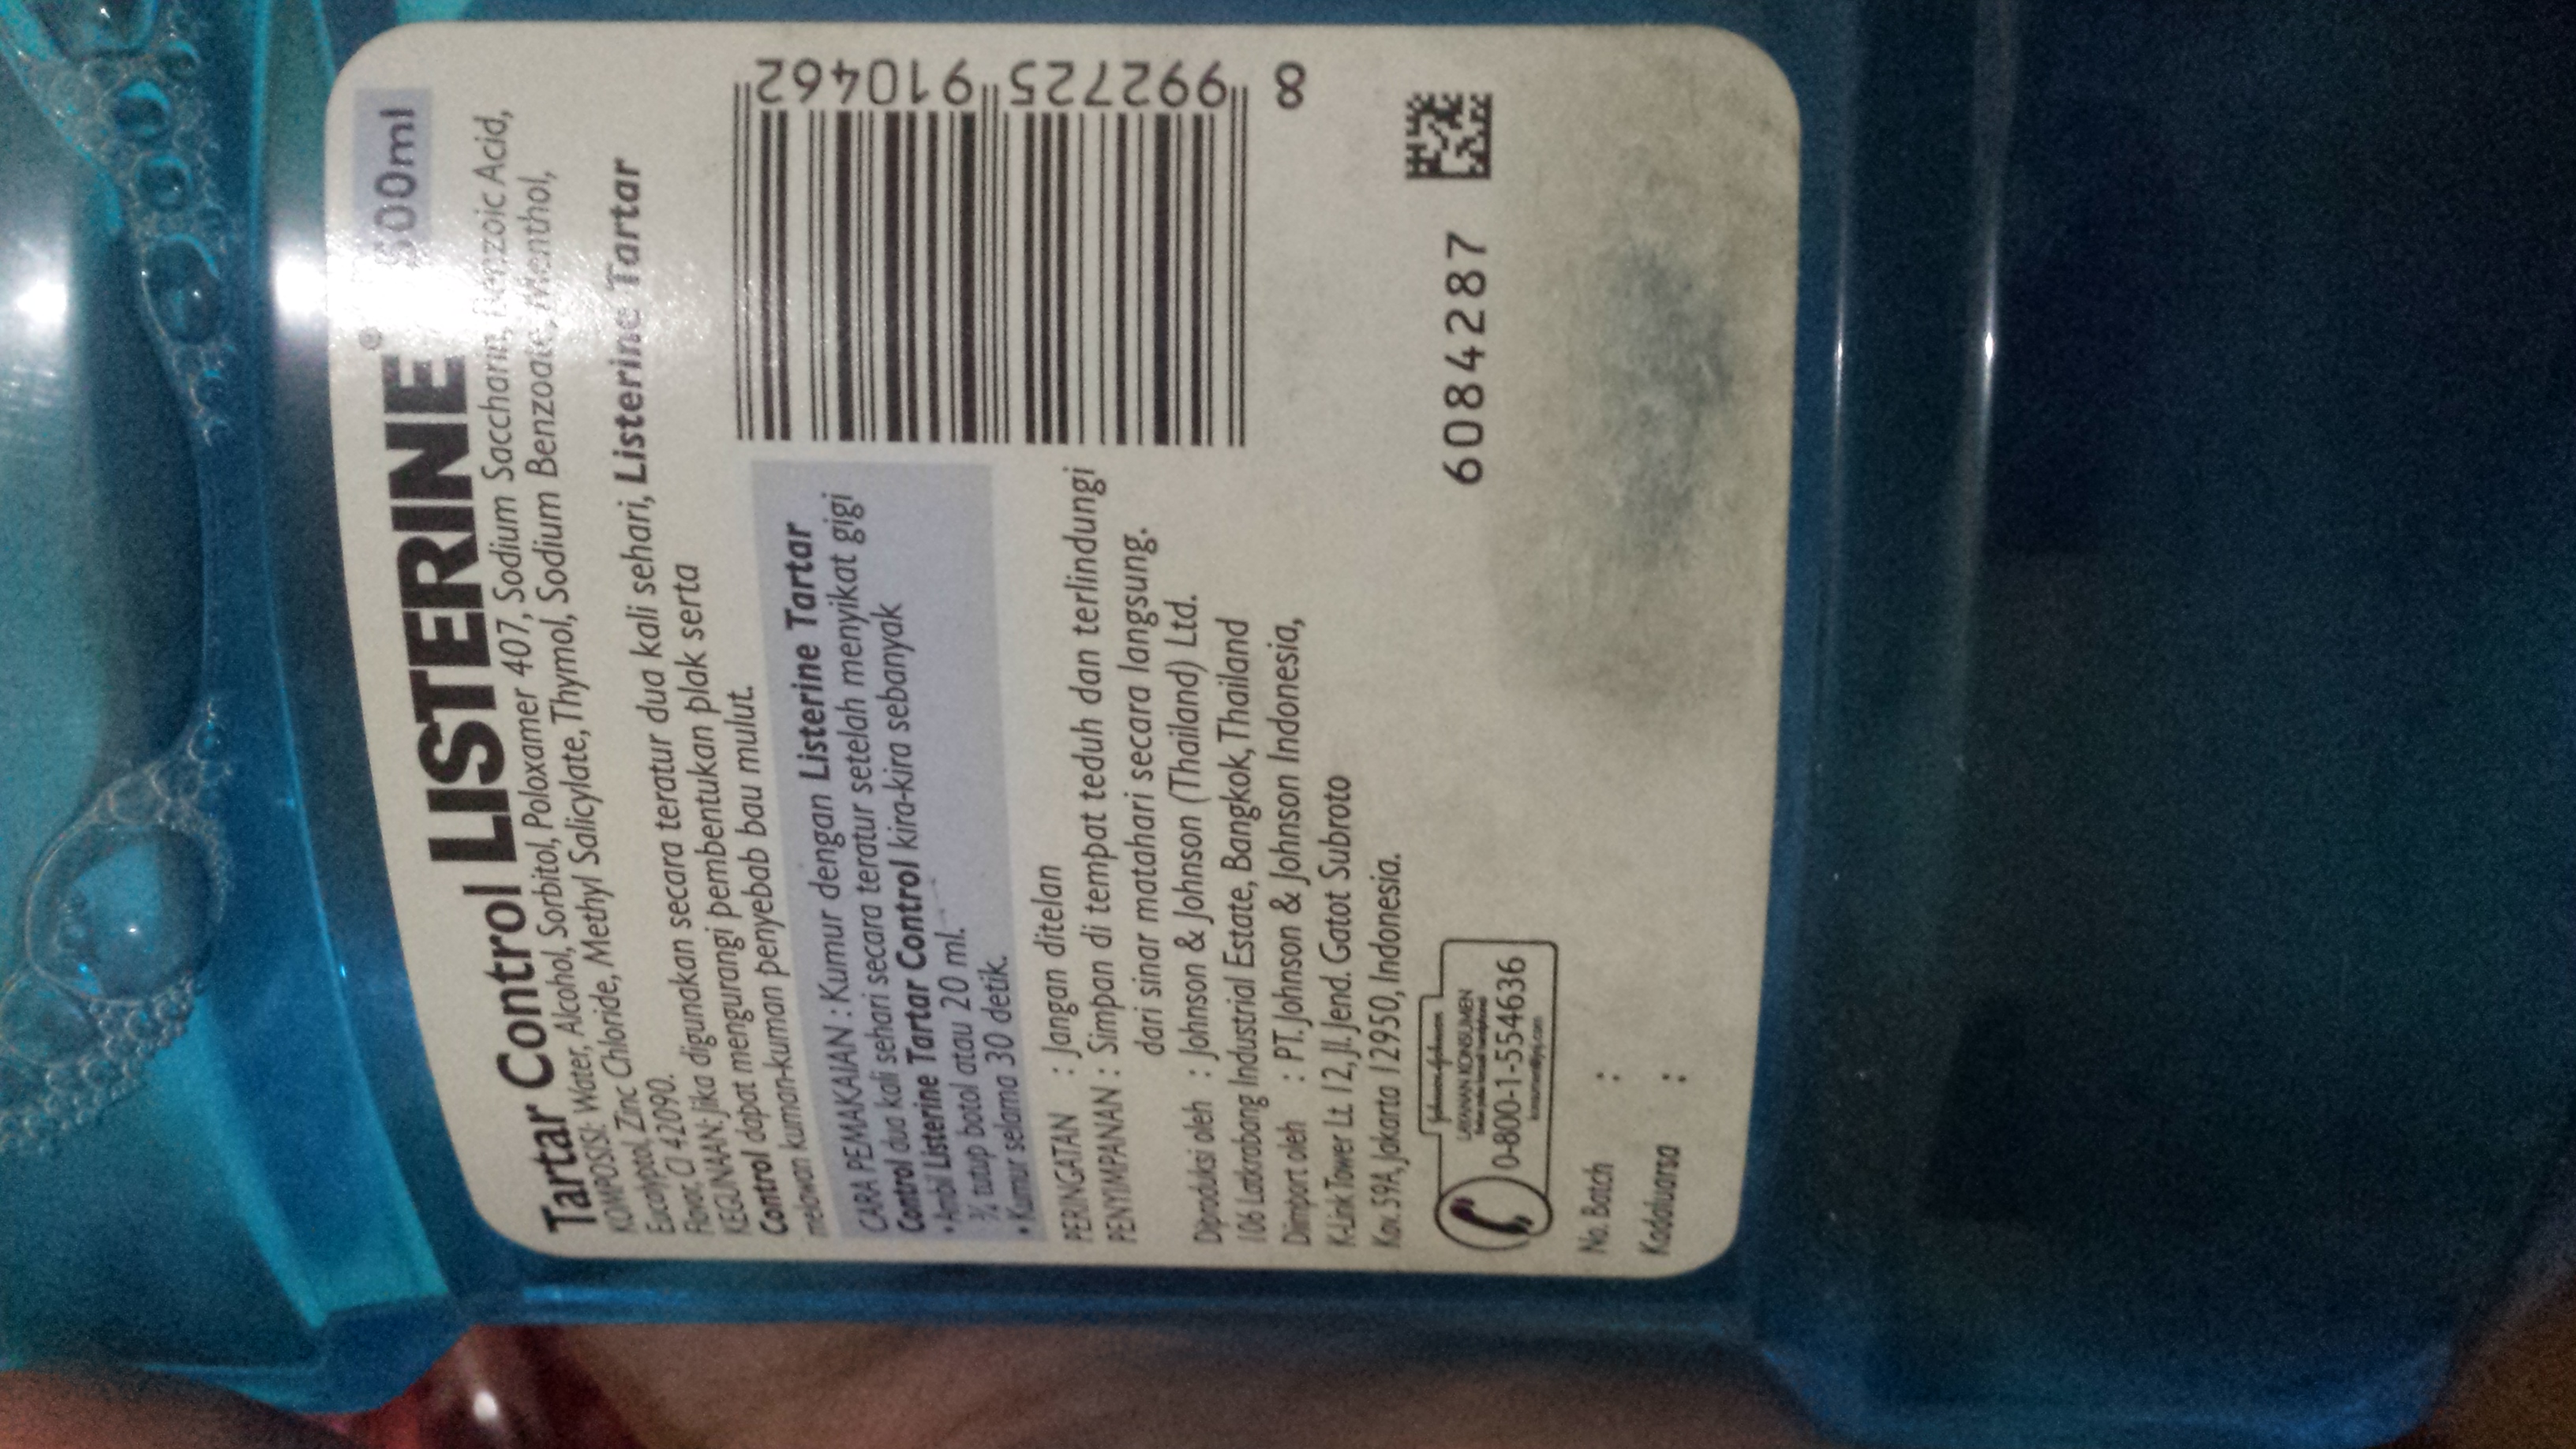 Tartar Control LISTERINE® 500ml
KOMPOSISI: Water, Alcohol, Sorbitol, Poloxamer 407, Sodium Saccharin, Benzoic Acid,
Eucalyptol, Zinc Chloride, Methyl Salicylate, Thymol, Sodium Benzoate, Menthol,
Flavor, CI 42090.
KEGUNAAN: Jika digunakan secara teratur dua kali sehari, Listerine Tartar
Control dapat mengurangi pembentukan plak serta
melawan kuman-kuman penyebab bau mulut.
CARA PEMAKAIAN : Kumur dengan Listerine Tartar
Control dua kali sehari secara teratur setelah menyikat gigi
• Ambil Listerine Tartar Control kira-kira sebanyak
¾ tutup botol atau 20 ml.
• Kumur selama 30 detik.
PERINGATAN : Jangan ditelan
PENYIMPANAN : Simpan di tempat teduh dan terlindungi
dari sinar matahari secara langsung.
Diproduksi oleh : Johnson & Johnson (Thailand) Ltd.
106 Latkrabang Industrial Estate, Bangkok, Thailand
Diimport oleh : PT. Johnson & Johnson Indonesia,
K-Link Tower Lt. 12, Jl. Jend. Gatot Subroto
Kav. 59A, Jakarta 12950, Indonesia.
Johnson & Johnson
LAYANAN KONSUMEN
0-800-1-554636
konsumen@jnj.com
No. Batch :
Kadaluarsa :
8 992725 910462
6084287